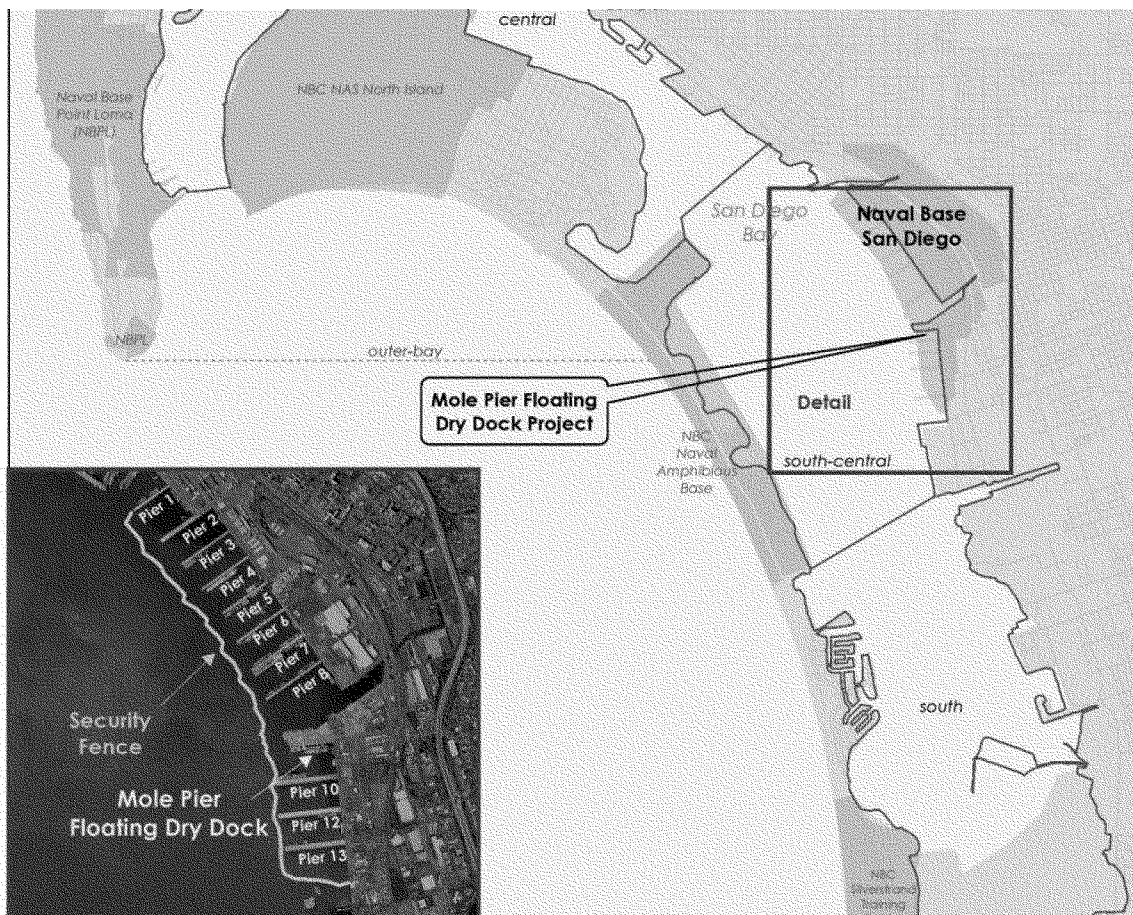 central
Naval Base
Point Loma
(NBPL)
NBC NAS North Island
San Diego
Bay
Naval Base
San Diego
NBPL
outer-bay
Mole Pier Floating
Dry Dock Project
Detail
NBC
Naval
Amphibious
Base
south-central
Pier 1
Pier 2
Pier 3
Pier 4
Pier 5
Pier 6
Pier 7
Pier 8
Security
Fence
south
Mole Pier
Floating Dry Dock
Pier 10
Pier 12
Pier 13
NBC
Silverstrand
Training